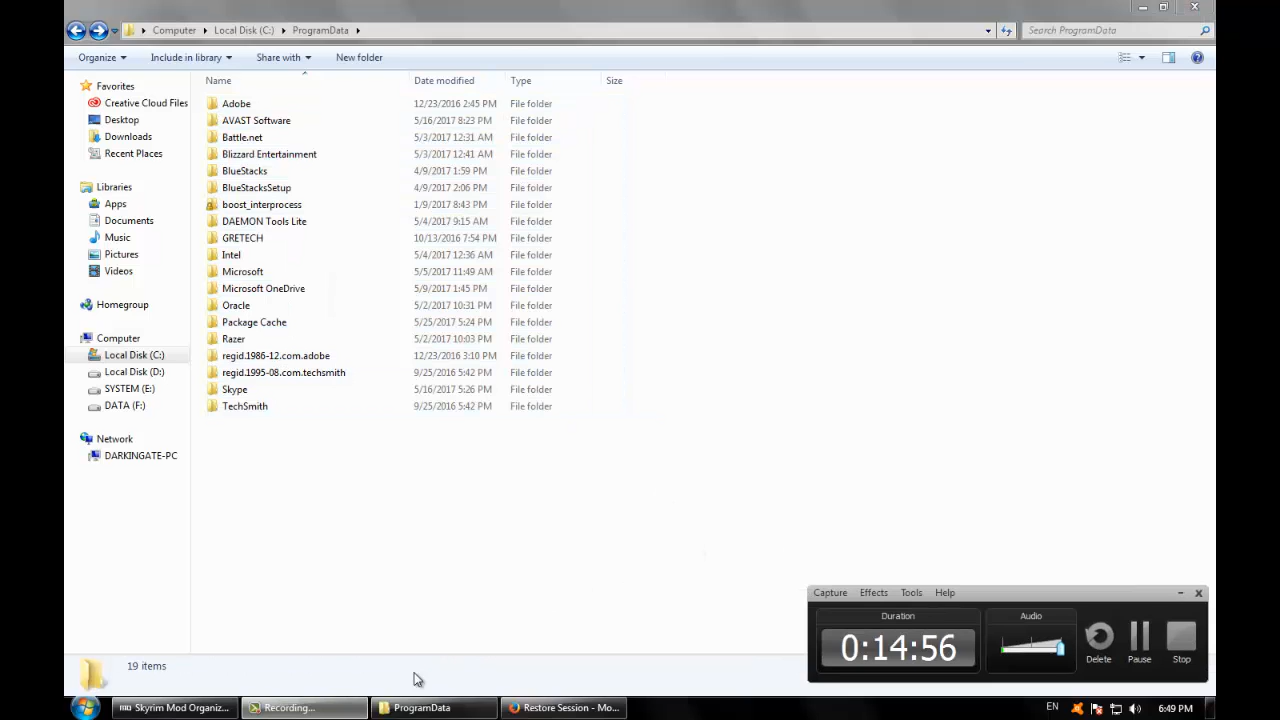 Computer Local Disk (C:) ProgramData Search ProgramData
Organize Include in library Share with New folder
Name Date modified Type Size
Favorites
Creative Cloud Files
Desktop
Downloads
Recent Places
Libraries
Apps
Documents
Music
Pictures
Videos
Homegroup
Computer
Local Disk (C:)
Local Disk (D:)
SYSTEM (E:)
DATA (F:)
Network
DARKINGATE-PC
Adobe 12/23/2016 2:45 PM File folder
AVAST Software 5/16/2017 8:23 PM File folder
Battle.net 5/3/2017 12:31 AM File folder
Blizzard Entertainment 5/3/2017 12:41 AM File folder
BlueStacks 4/9/2017 1:59 PM File folder
BlueStacksSetup 4/9/2017 2:06 PM File folder
boost_interprocess 1/9/2017 8:43 PM File folder
DAEMON Tools Lite 5/4/2017 9:15 AM File folder
GRETECH 10/13/2016 7:54 PM File folder
Intel 5/4/2017 12:36 AM File folder
Microsoft 5/5/2017 11:49 AM File folder
Microsoft OneDrive 5/9/2017 1:45 PM File folder
Oracle 5/2/2017 10:31 PM File folder
Package Cache 5/25/2017 5:24 PM File folder
Razer 5/2/2017 10:03 PM File folder
regid.1986-12.com.adobe 12/23/2016 3:10 PM File folder
regid.1995-08.com.techsmith 9/25/2016 5:42 PM File folder
Skype 5/16/2017 5:26 PM File folder
TechSmith 9/25/2016 5:42 PM File folder
19 items
Capture Effects Tools Help
Duration Audio
0:14:56
Delete Pause Stop
MO Skyrim Mod Organiz... Recording... ProgramData Restore Session - Mo... EN 6:49 PM